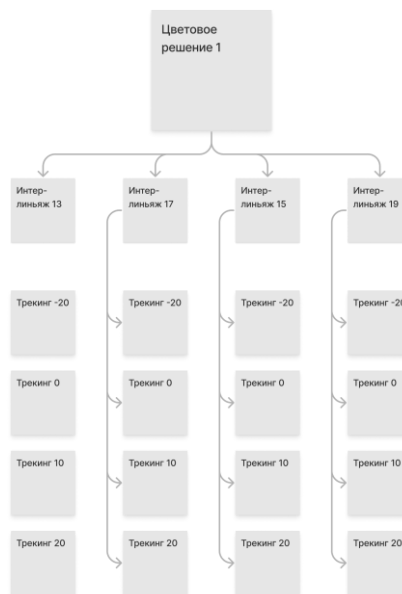 Цветовое
решение 1
Интер-
линьяж 13
Интер-
линьяж 17
Интер-
линьяж 15
Интер-
линьяж 19
Трекинг -20
Трекинг -20
Трекинг -20
Трекинг -20
Трекинг 0
Трекинг 0
Трекинг 0
Трекинг 0
Трекинг 10
Трекинг 10
Трекинг 10
Трекинг 10
Трекинг 20
Трекинг 20
Трекинг 20
Трекинг 20